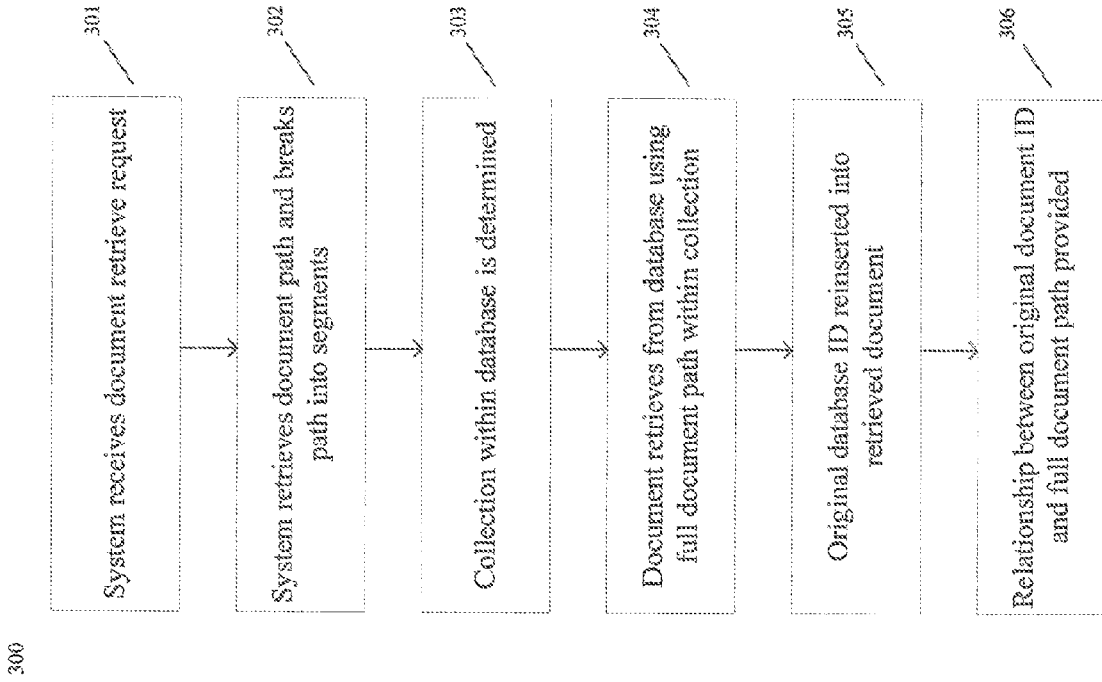 300
System receives document retrieve request
301
System retrieves document path and breaks
path into segments
302
Collection within database is determined
303
Document retrieves from database using
full document path within collection
304
Original database ID reinserted into
retrieved document
305
Relationship between original document ID
and full document path provided
306